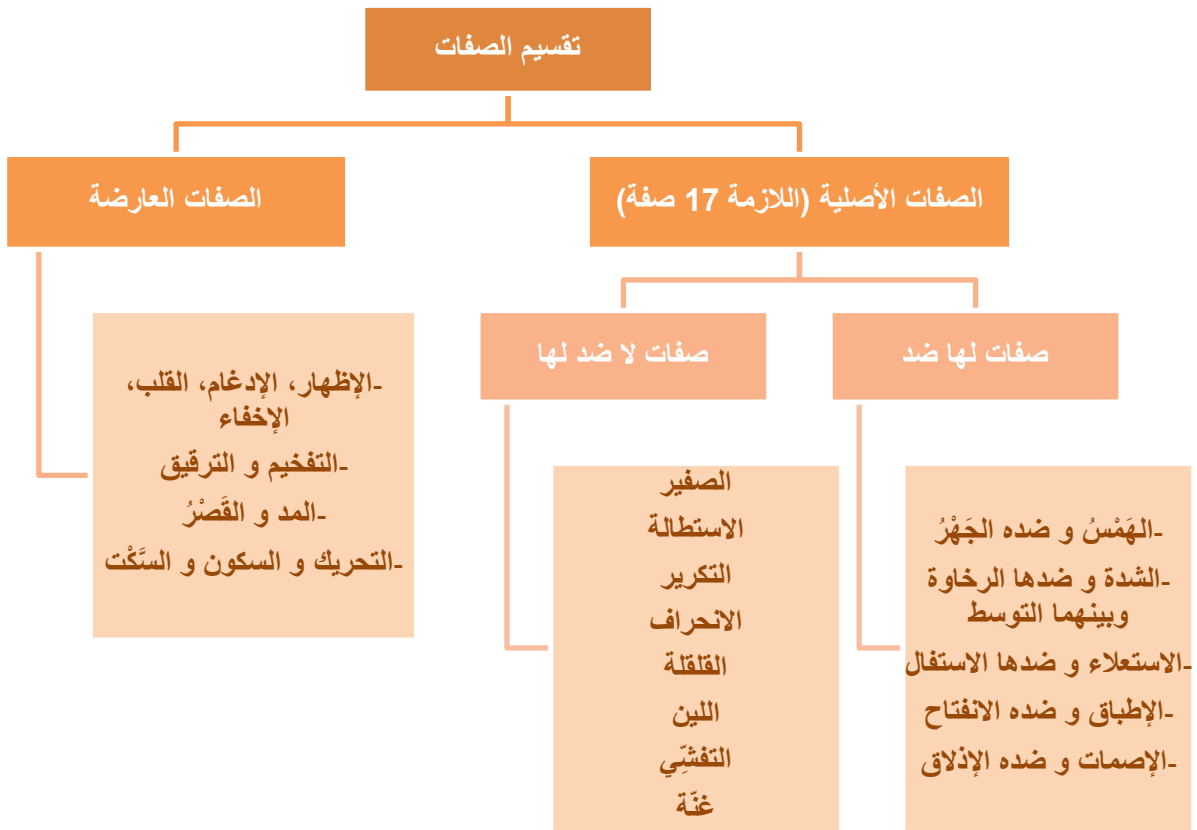 تقسيم الصفات
الصفات الأصلية (اللازمة 17 صفة)
الصفات العارضة
صفات لها ضد
صفات لا ضد لها
-الهَمْسُ و ضده الجَهْرُ
-الشدة و ضدها الرخاوة
وبينهما التوسط
-الاستعلاء و ضدها الاستفال
-الإطباق و ضده الانفتاح
-الإصمات و ضده الإذلاق
الصفير
الاستطالة
التكرير
الانحراف
القلقلة
اللين
التفشِّي
غنّة
-الإظهار، الإدغام، القلب،
الإخفاء
-التفخيم و الترقيق
-المد و القَصْرُ
-التحريك و السكون و السَّكْت